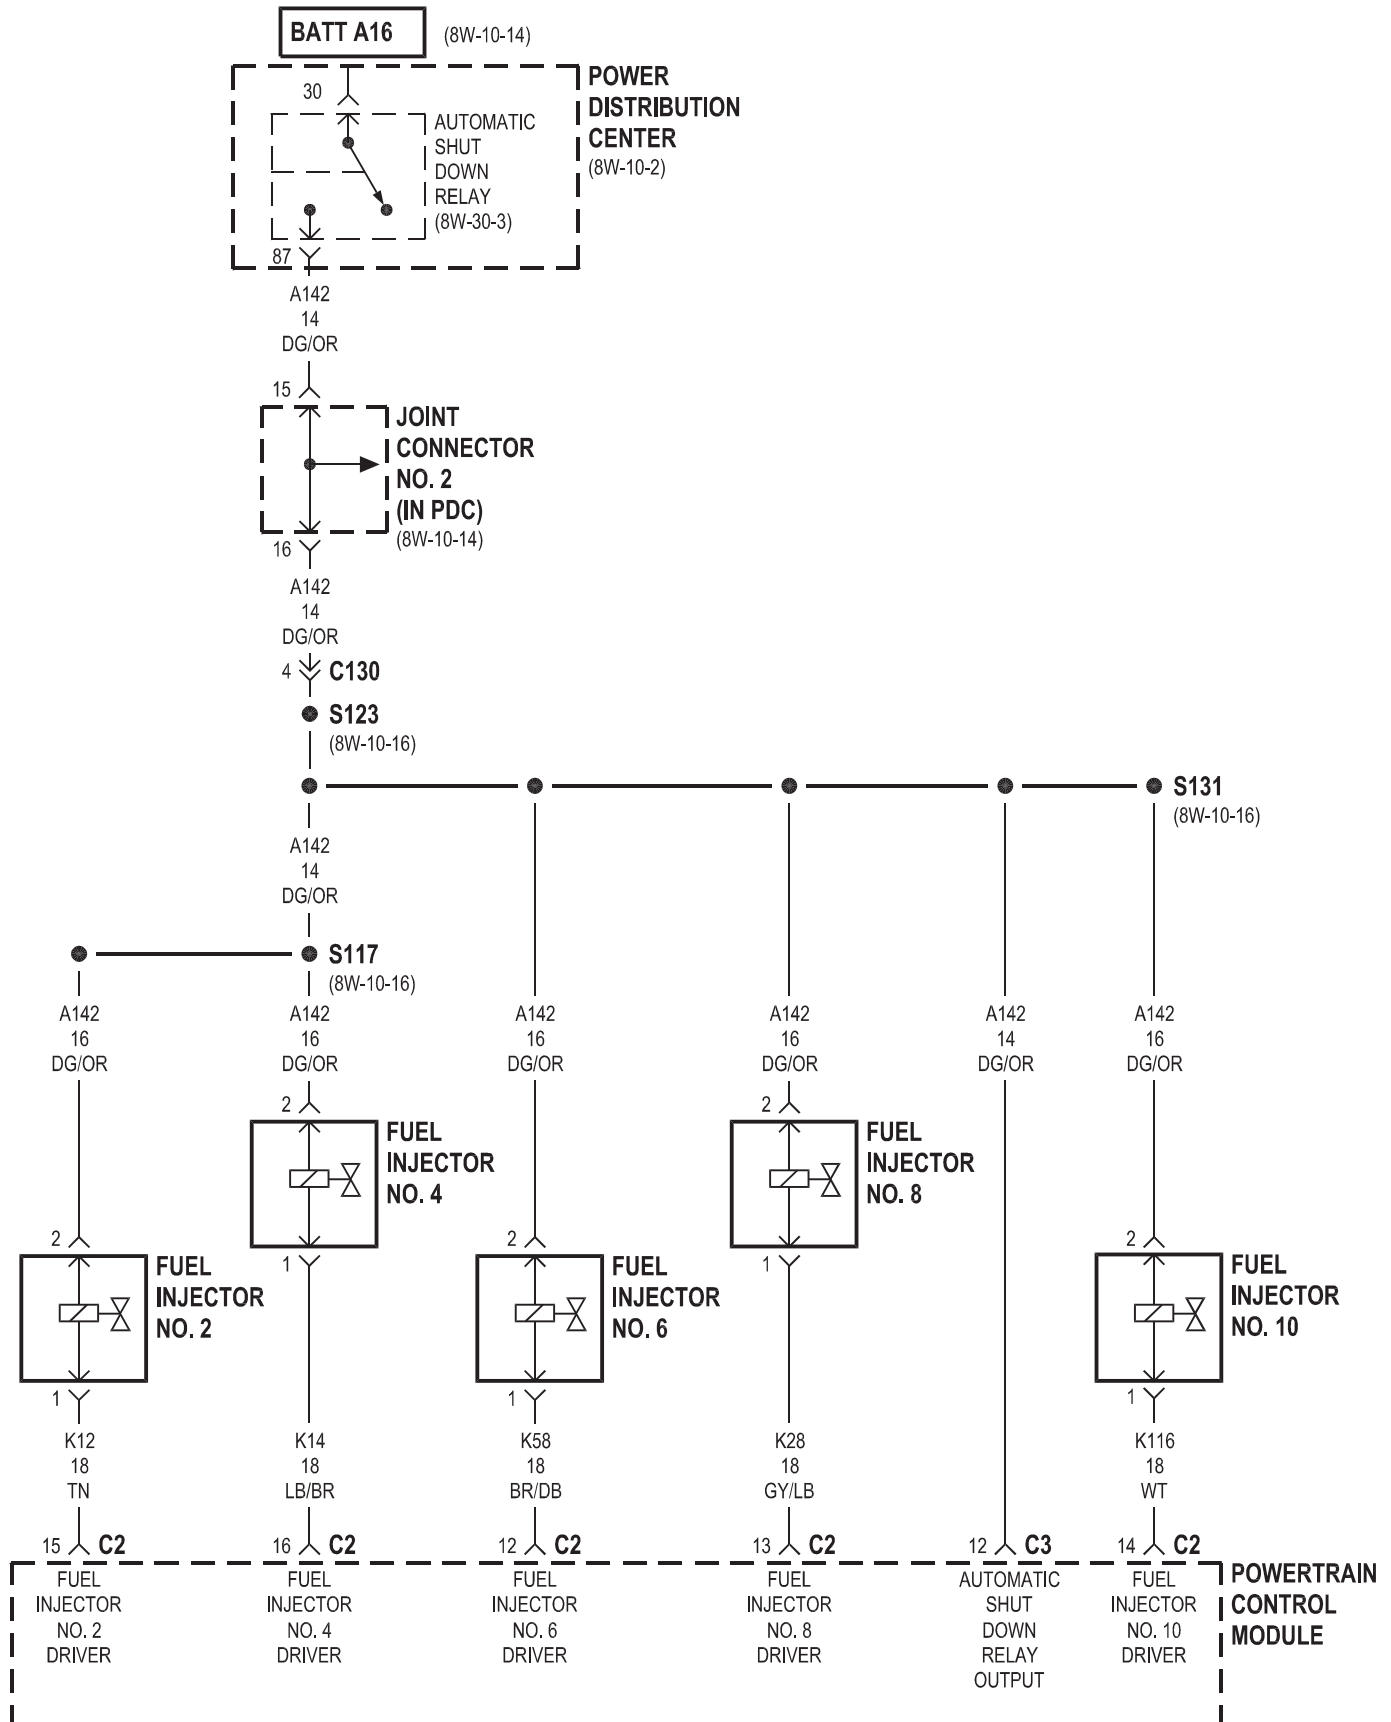 BATT A16 (8W-10-14)
POWER
DISTRIBUTION
CENTER
(8W-10-2)
30
AUTOMATIC
SHUT
DOWN
RELAY
(8W-30-3)
87
A142
14
DG/OR
15
JOINT
CONNECTOR
NO. 2
(IN PDC)
(8W-10-14)
16
A142
14
DG/OR
4 C130
S123
(8W-10-16)
S131
(8W-10-16)
A142
14
DG/OR
S117
(8W-10-16)
A142 A142 A142 A142 A142 A142
16 16 16 16 14 16
DG/OR DG/OR DG/OR DG/OR DG/OR DG/OR
2
FUEL
INJECTOR
NO. 4
1
2
FUEL
INJECTOR
NO. 8
1
2
FUEL
INJECTOR
NO. 2
1
2
FUEL
INJECTOR
NO. 6
1
2
FUEL
INJECTOR
NO. 10
1
K12 K14 K58 K28 K116
18 18 18 18 18
TN LB/BR BR/DB GY/LB WT
15 C2 16 C2 12 C2 13 C2 12 C3 14 C2
FUEL
INJECTOR
NO. 2
DRIVER
FUEL
INJECTOR
NO. 4
DRIVER
FUEL
INJECTOR
NO. 6
DRIVER
FUEL
INJECTOR
NO. 8
DRIVER
AUTOMATIC
SHUT
DOWN
RELAY
OUTPUT
FUEL
INJECTOR
NO. 10
DRIVER
POWERTRAIN
CONTROL
MODULE